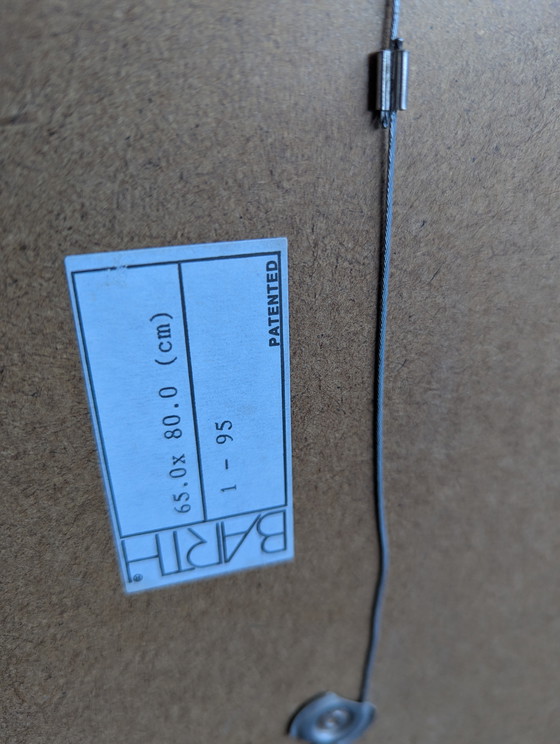 BARTH®
65.0x 80.0 (cm)
1 - 95
PATENTED